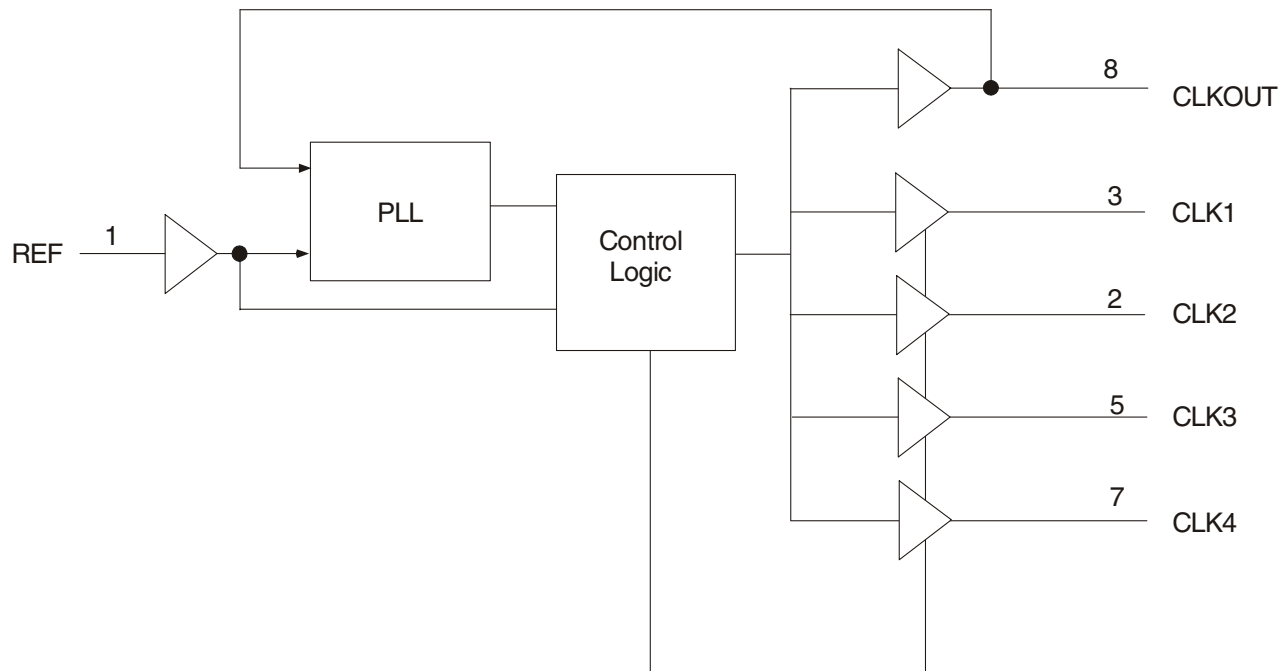 8
CLKOUT
PLL
3
CLK1
REF
1
Control
Logic
2
CLK2
5
CLK3
7
CLK4